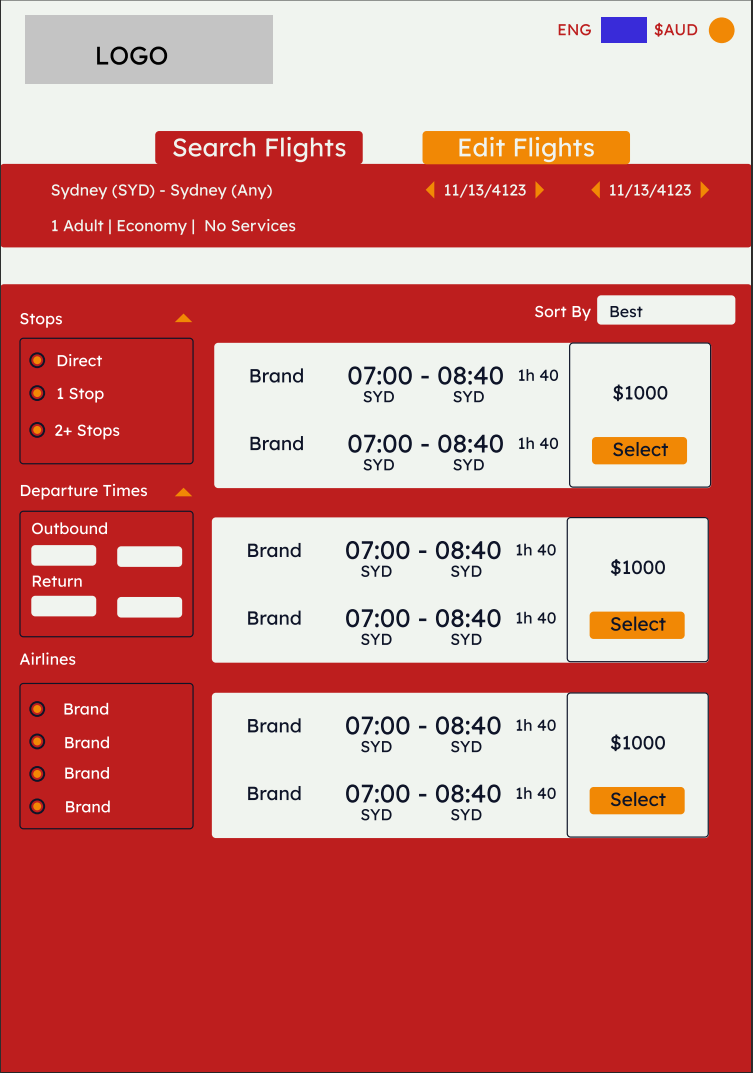 LOGO
ENG $AUD
Search Flights Edit Flights
Sydney (SYD) - Sydney (Any) 11/13/4123 11/13/4123
1 Adult | Economy | No Services
Sort By Best
Stops
Direct
1 Stop
2+ Stops
Departure Times
Outbound
Return
Airlines
Brand
Brand
Brand
Brand
Brand 07:00 - 08:40 1h 40
SYD SYD
Brand 07:00 - 08:40 1h 40
SYD SYD
$1000
Select
Brand 07:00 - 08:40 1h 40
SYD SYD
Brand 07:00 - 08:40 1h 40
SYD SYD
$1000
Select
Brand 07:00 - 08:40 1h 40
SYD SYD
Brand 07:00 - 08:40 1h 40
SYD SYD
$1000
Select